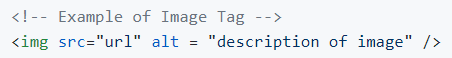 <!-- Example of Image Tag -->
<img src="url" alt = "description of image" />